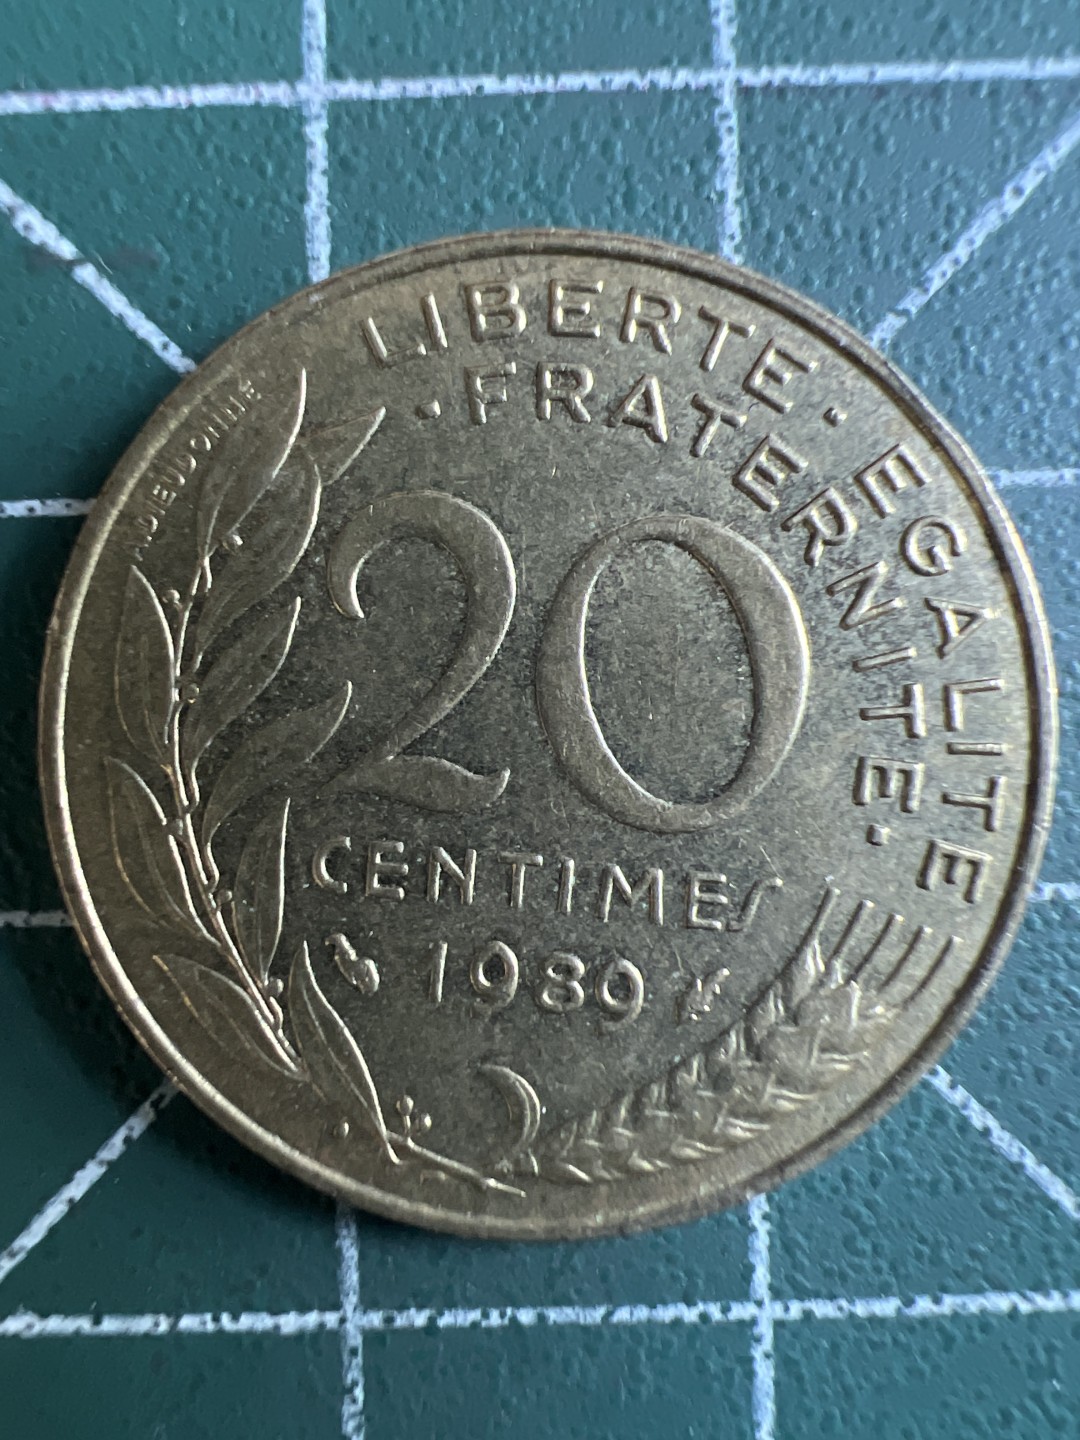 LIBERTE · EGALITE
· FRATERNITE ·
A.DIEUDONNE
20
CENTIMES
1989